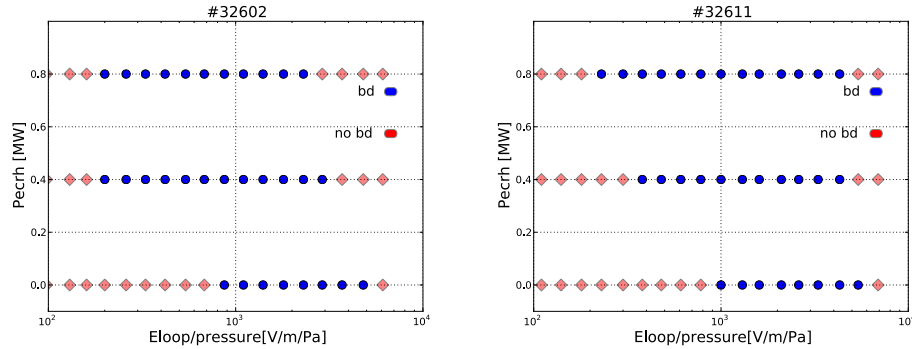 #32602
Pecrh [MW]
0.8
0.6
0.4
0.2
0.0
bd
no bd
10² 10³ 10⁴
Eloop/pressure[V/m/Pa]
#32611
Pecrh [MW]
0.8
0.6
0.4
0.2
0.0
bd
no bd
10² 10³
Eloop/pressure[V/m/Pa]